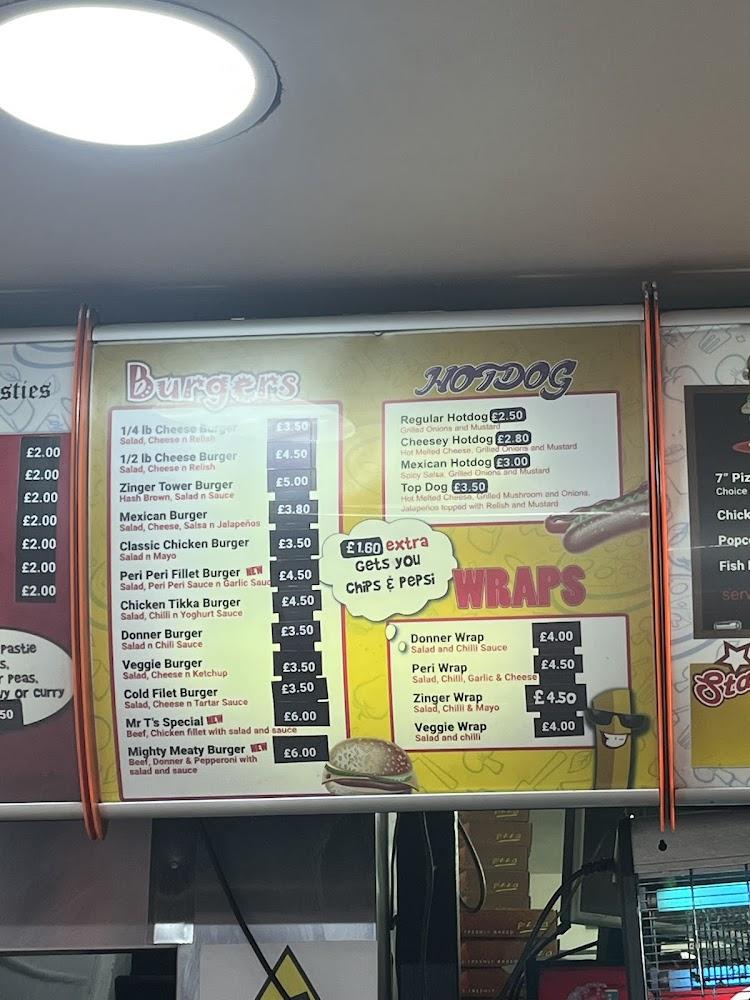 sties
£2.00
£2.00
£2.00
£2.00
£2.00
£2.00
£2.00
Pastie
s,
r Peas,
vy or Curry
50
Burgers
1/4 lb Cheese Burger £3.50
Salad, Cheese n Relish
1/2 lb Cheese Burger £4.50
Salad, Cheese n Relish
Zinger Tower Burger £5.00
Hash Brown, Salad n Sauce
Mexican Burger £3.80
Salad, Cheese, Salsa n Jalapeños
Classic Chicken Burger £3.50
Salad n Mayo
Peri Peri Fillet Burger NEW £4.50
Salad, Peri Peri Sauce n Garlic Sauc
Chicken Tikka Burger £4.50
Salad, Chilli n Yoghurt Sauce
Donner Burger £3.50
Salad n Chilli Sauce
Veggie Burger £3.50
Salad, Cheese n Ketchup
Cold Filet Burger £3.50
Salad, Cheese n Tartar Sauce
Mr T's Special NEW £6.00
Beef, Chicken fillet with salad and sauce
Mighty Meaty Burger NEW £6.00
Beef, Donner & Pepperoni with
salad and sauce
£1.60 extra
Gets you
Chips & Pepsi
HOTDOG
Regular Hotdog £2.50
Grilled Onions and Mustard
Cheesey Hotdog £2.80
Hot Melted Cheese, Grilled Onions and Mustard
Mexican Hotdog £3.00
Spicy Salsa, Grilled Onions and Mustard
Top Dog £3.50
Hot Melted Cheese, Grilled Mushroom and Onions,
Jalapeños topped with Relish and Mustard
WRAPS
Donner Wrap £4.00
Salad and Chilli Sauce
Peri Wrap £4.50
Salad, Chilli, Garlic & Cheese
Zinger Wrap £4.50
Salad, Chilli & Mayo
Veggie Wrap £4.00
Salad and chilli
7" Piz
Choice
Chick
Popc
Fish
serv
Sta